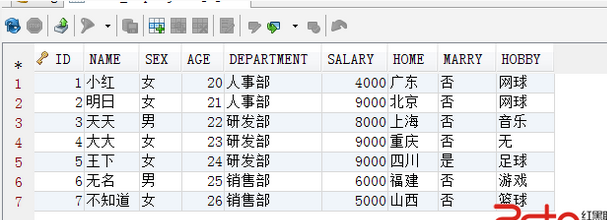 * ID NAME SEX AGE DEPARTMENT SALARY HOME MARRY HOBBY
1 1 小红 女 20 人事部 4000 广东 否 网球
2 2 明日 女 21 人事部 9000 北京 否 网球
3 3 天天 男 22 研发部 8000 上海 否 音乐
4 4 大大 女 23 研发部 9000 重庆 否 无
5 5 王下 女 24 研发部 9000 四川 是 足球
6 6 无名 男 25 销售部 6000 福建 否 游戏
7 7 不知道 女 26 销售部 5000 山西 否 篮球